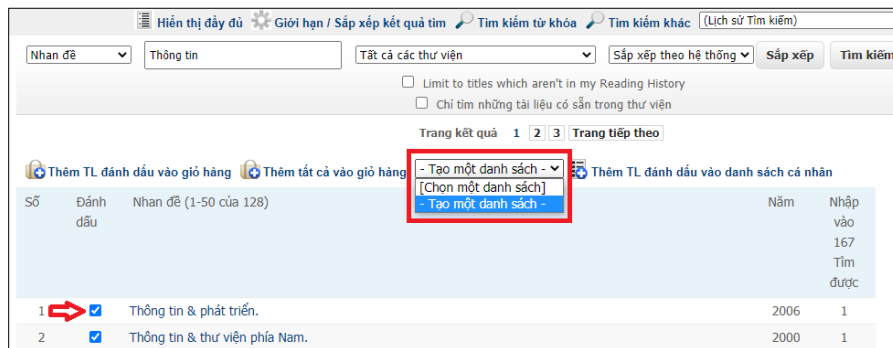 Hiển thị đầy đủ Giới hạn / Sắp xếp kết quả tìm Tìm kiếm từ khóa Tìm kiếm khác (Lịch sử Tìm kiếm)
Nhan đề Thông tin Tất cả các thư viện Sắp xếp theo hệ thống Sắp xếp Tìm kiếm
Limit to titles which aren't in my Reading History
Chỉ tìm những tài liệu có sẵn trong thư viện
Trang kết quả 1 2 3 Trang tiếp theo
Thêm TL đánh dấu vào giỏ hàng Thêm tất cả vào giỏ hàng - Tạo một danh sách - Thêm TL đánh dấu vào danh sách cá nhân
[Chọn một danh sách]
- Tạo một danh sách -
Số Đánh dấu Nhan đề (1-50 của 128) Năm Nhập vào 167 Tìm được
1 Thông tin & phát triển. 2006 1
2 Thông tin & thư viện phía Nam. 2000 1